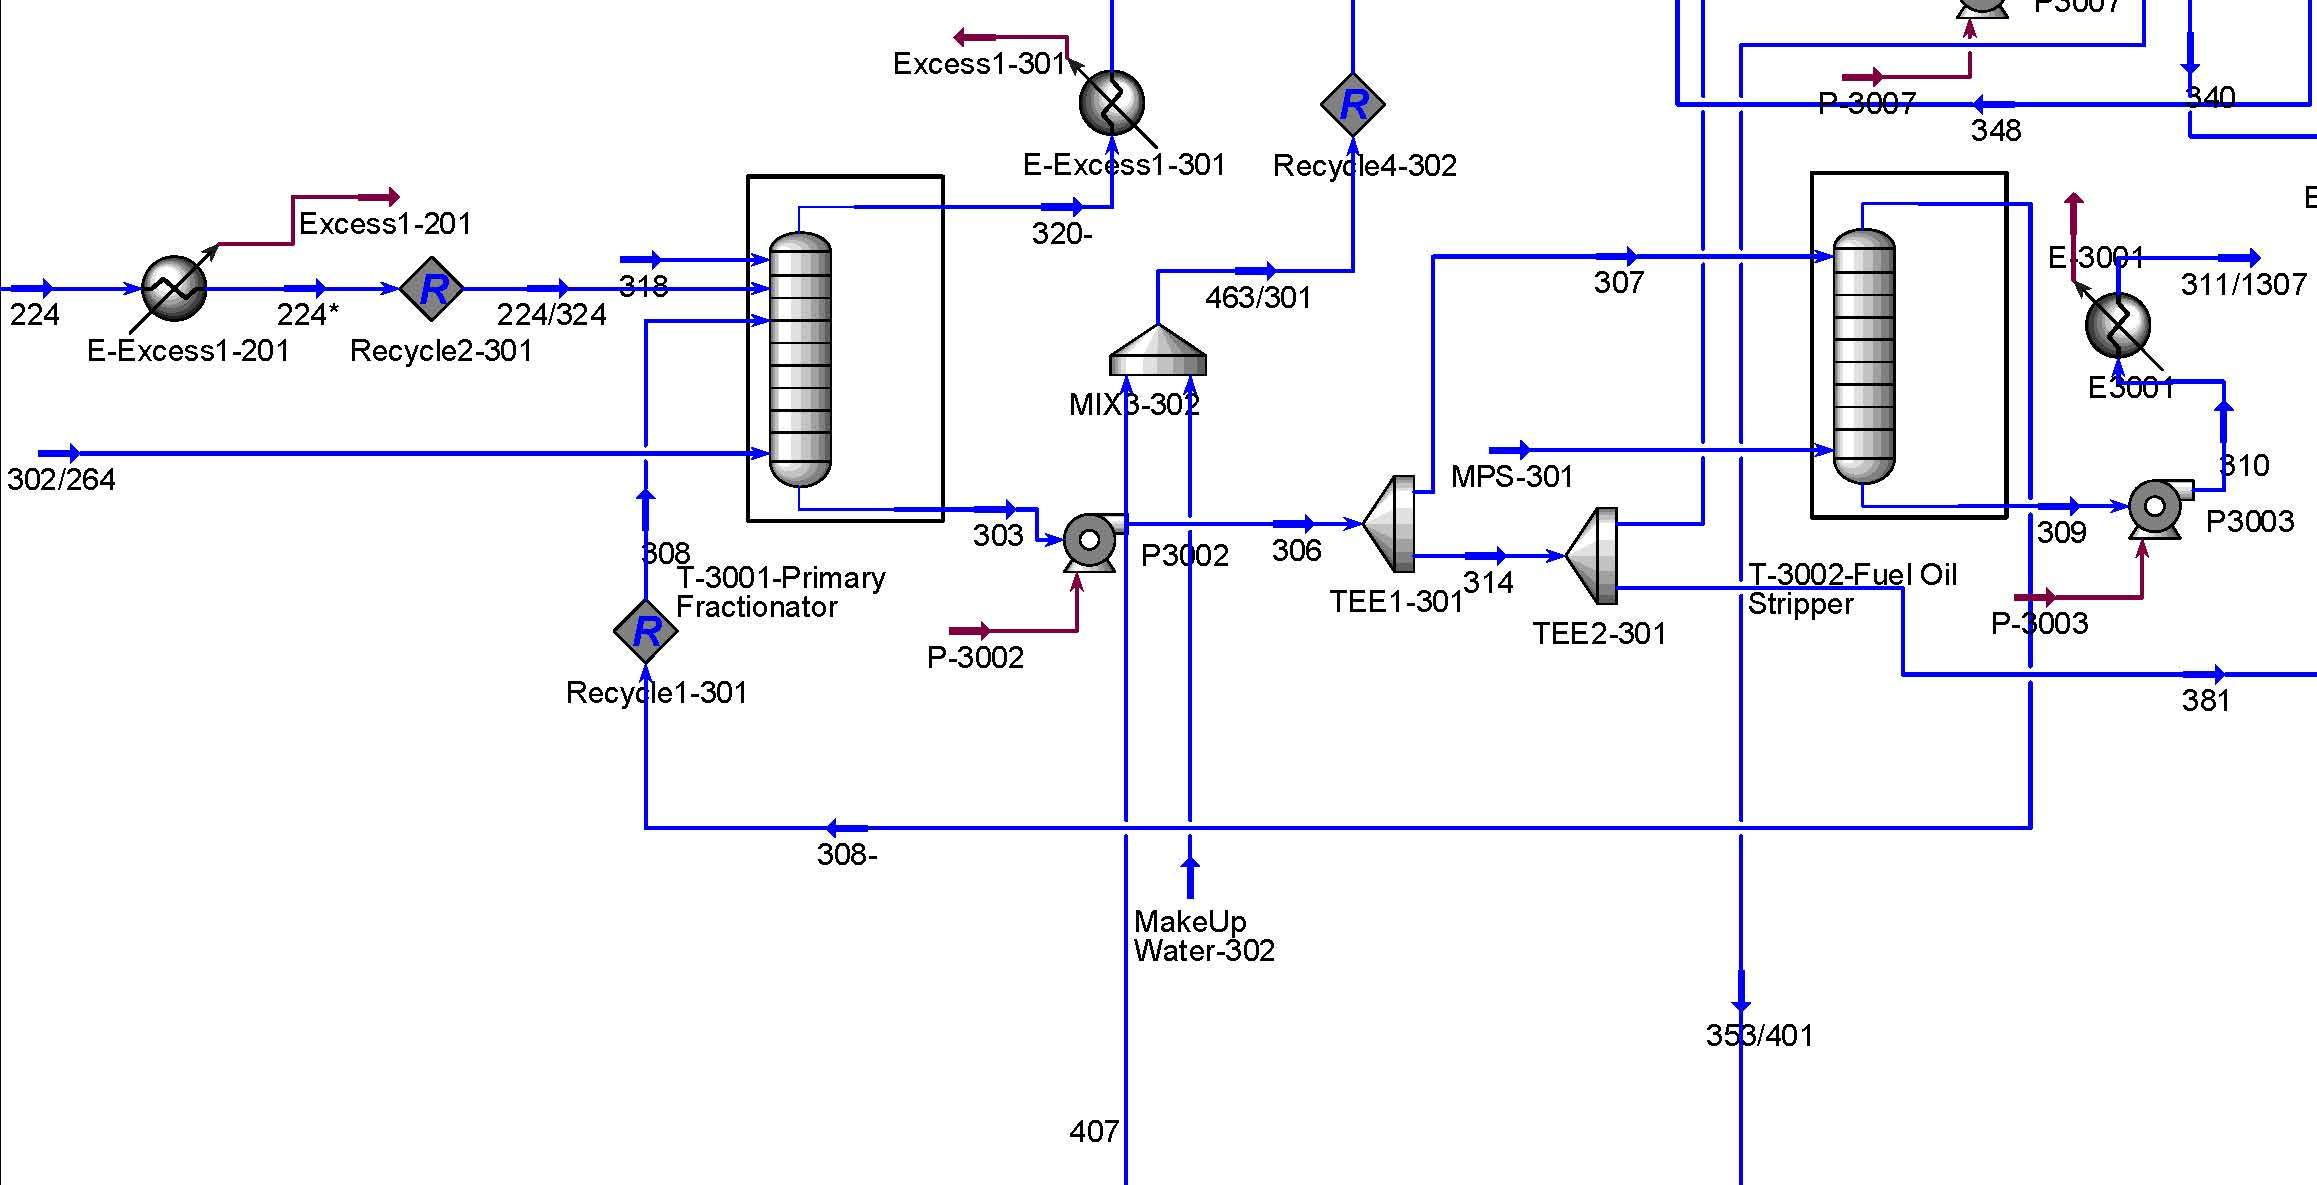 P3007
Excess1-301
P-3007
340
348
E-Excess1-301
R
Recycle4-302
Excess1-201
320-
318
307
E-3001
311/1307
224
224*
R
224/324
463/301
E-Excess1-201
Recycle2-301
E3001
MIX3-302
302/264
MPS-301
310
303
P3002
306
309
P3003
308
T-3001-Primary
Fractionator
314
TEE1-301
T-3002-Fuel Oil
Stripper
R
P-3002
TEE2-301
P-3003
Recycle1-301
381
308-
MakeUp
Water-302
353/401
407